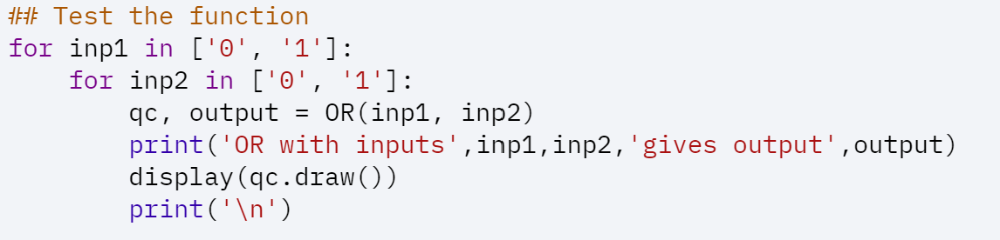 ## Test the function
for inp1 in ['0', '1']:
    for inp2 in ['0', '1']:
        qc, output = OR(inp1, inp2)
        print('OR with inputs',inp1,inp2,'gives output',output)
        display(qc.draw())
        print('\n')